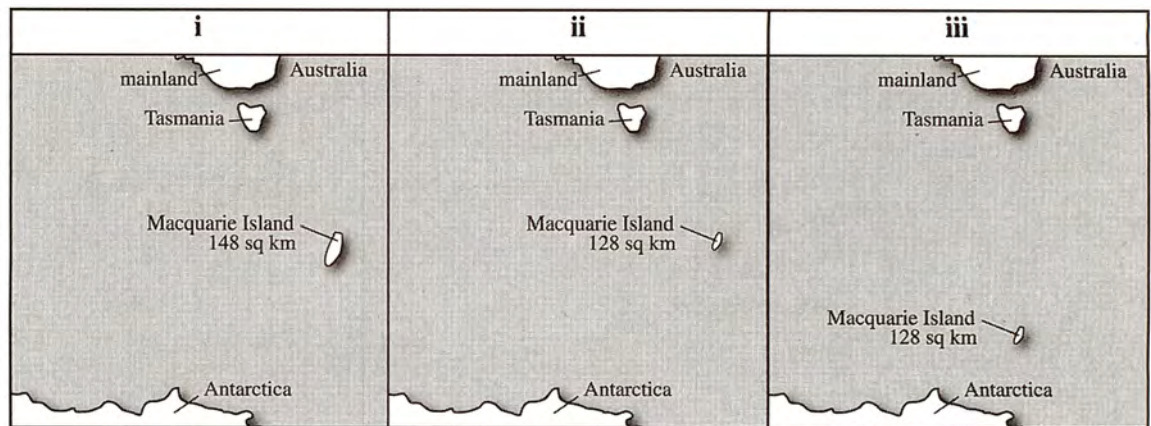 i
mainland
Australia
Tasmania
Macquarie Island
148 sq km
Antarctica
ii
mainland
Australia
Tasmania
Macquarie Island
128 sq km
Antarctica
iii
mainland
Australia
Tasmania
Macquarie Island
128 sq km
Antarctica